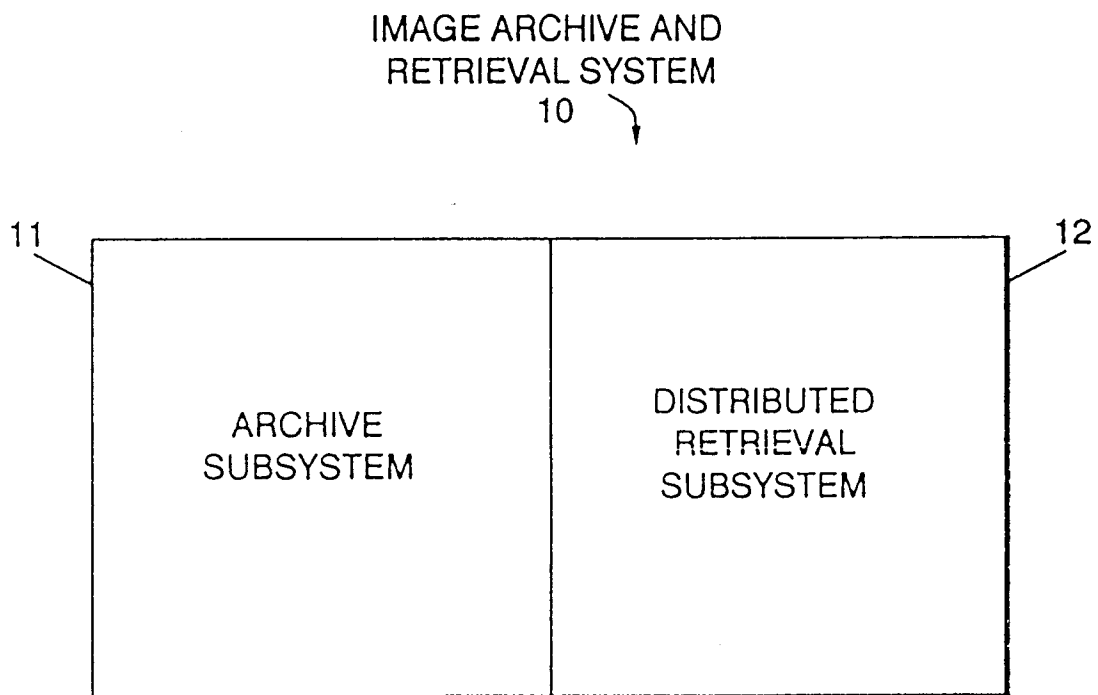 IMAGE ARCHIVE AND
RETRIEVAL SYSTEM
10
11
12
ARCHIVE
SUBSYSTEM
DISTRIBUTED
RETRIEVAL
SUBSYSTEM